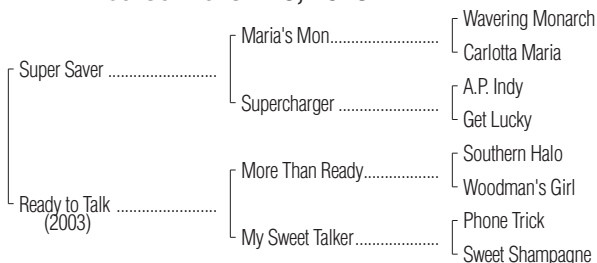 Wavering Monarch
Maria's Mon
Carlotta Maria
Super Saver
A.P. Indy
Supercharger
Get Lucky
Southern Halo
More Than Ready
Woodman's Girl
Ready to Talk
(2003)
Phone Trick
My Sweet Talker
Sweet Shampagne